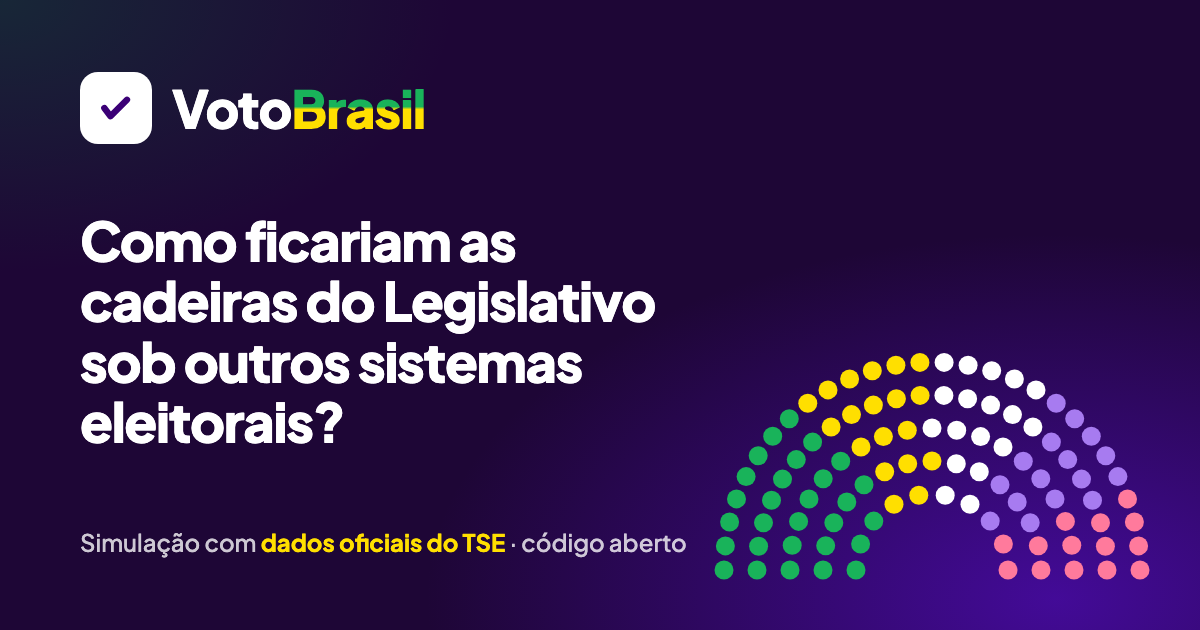 VotoBrasil
Como ficariam as
cadeiras do Legislativo
sob outros sistemas
eleitorais?
Simulação com dados oficiais do TSE · código aberto